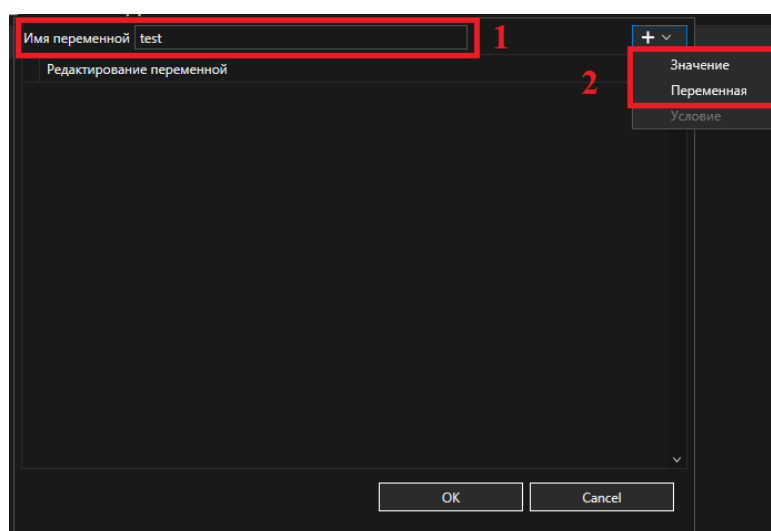 Имя переменной test 1
Редактирование переменной
2
Значение
Переменная
Условие
OK Cancel